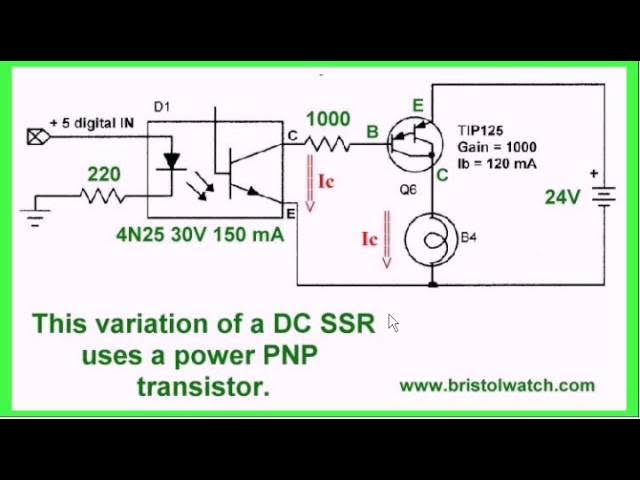 + 5 digital IN
D1
220
C
E
4N25 30V 150 mA
1000
Ic
B
E
C
Q6
TIP125
Gain = 1000
Ib = 120 mA
Ic
B4
+
24V
This variation of a DC SSR
uses a power PNP
transistor.
www.bristolwatch.com